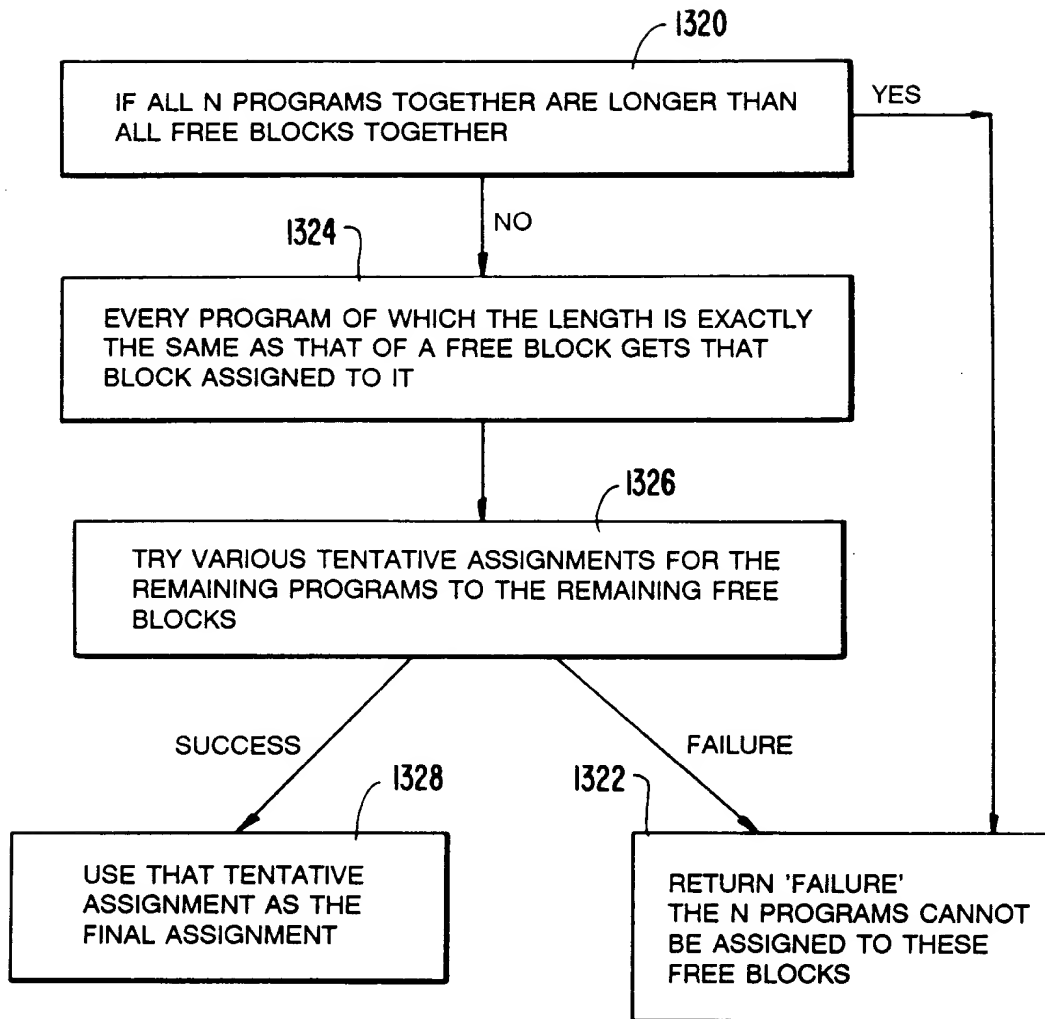 1320
IF ALL N PROGRAMS TOGETHER ARE LONGER THAN
ALL FREE BLOCKS TOGETHER
YES
NO
1324
EVERY PROGRAM OF WHICH THE LENGTH IS EXACTLY
THE SAME AS THAT OF A FREE BLOCK GETS THAT
BLOCK ASSIGNED TO IT
1326
TRY VARIOUS TENTATIVE ASSIGNMENTS FOR THE
REMAINING PROGRAMS TO THE REMAINING FREE
BLOCKS
SUCCESS
FAILURE
1328
USE THAT TENTATIVE
ASSIGNMENT AS THE
FINAL ASSIGNMENT
1322
RETURN 'FAILURE'
THE N PROGRAMS CANNOT
BE ASSIGNED TO THESE
FREE BLOCKS